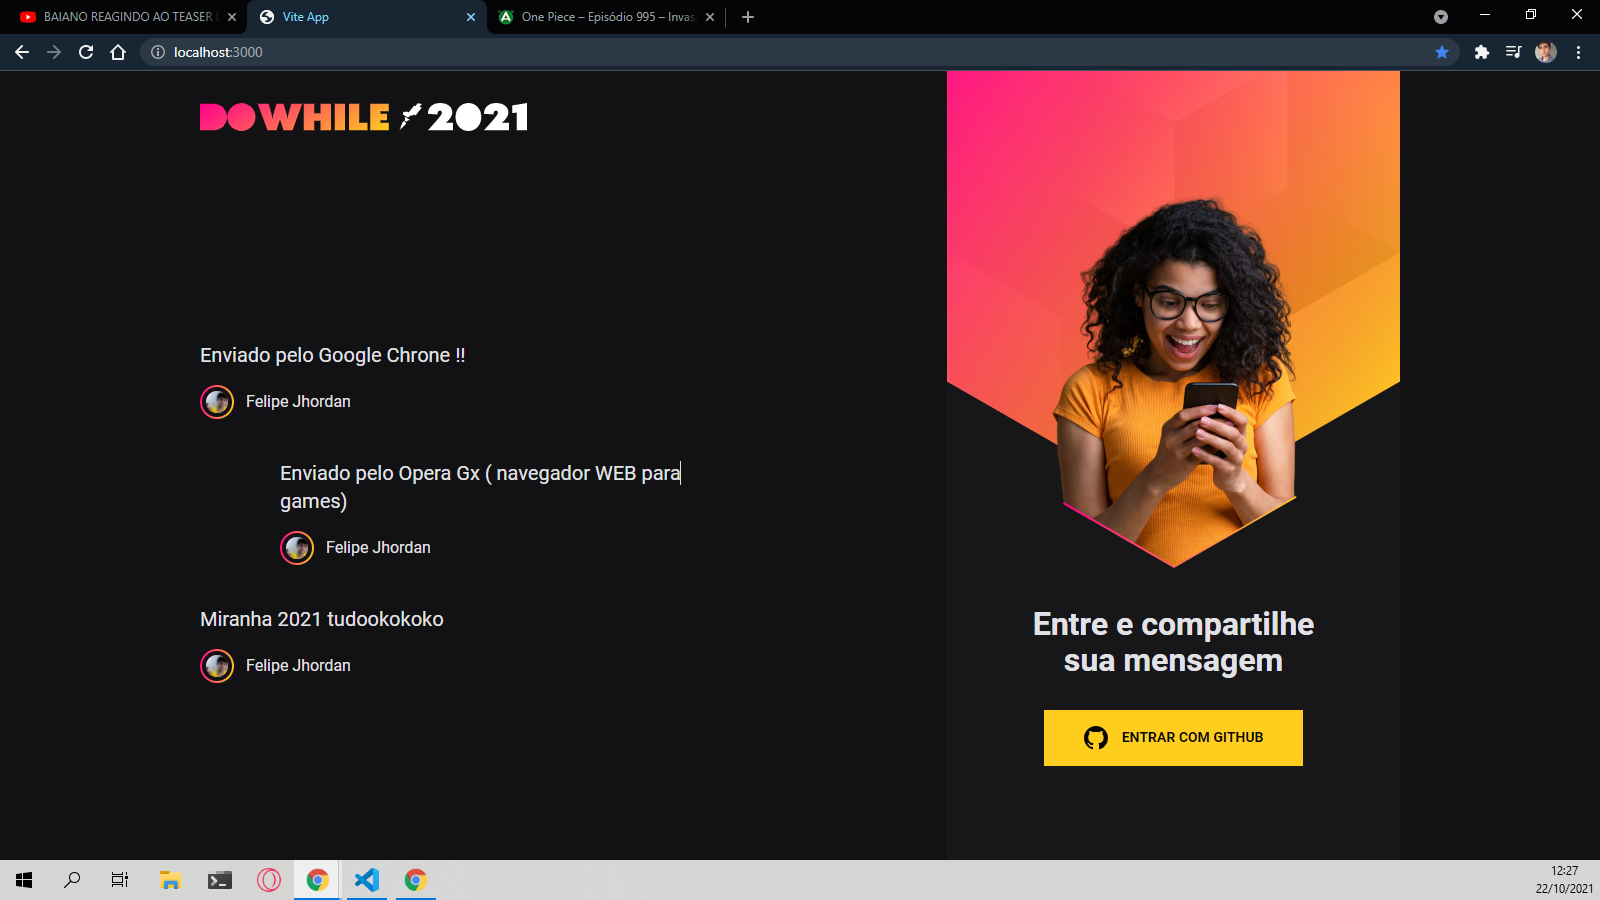 BAIANO REAGINDO AO TEASER
Vite App
One Piece – Episódio 995 – Invas
localhost:3000
DOWHILE 2021
Enviado pelo Google Chrone !!
Felipe Jhordan
Enviado pelo Opera Gx ( navegador WEB para
games)
Felipe Jhordan
Miranha 2021 tudookokoko
Felipe Jhordan
Entre e compartilhe
sua mensagem
ENTRAR COM GITHUB
12:27
22/10/2021